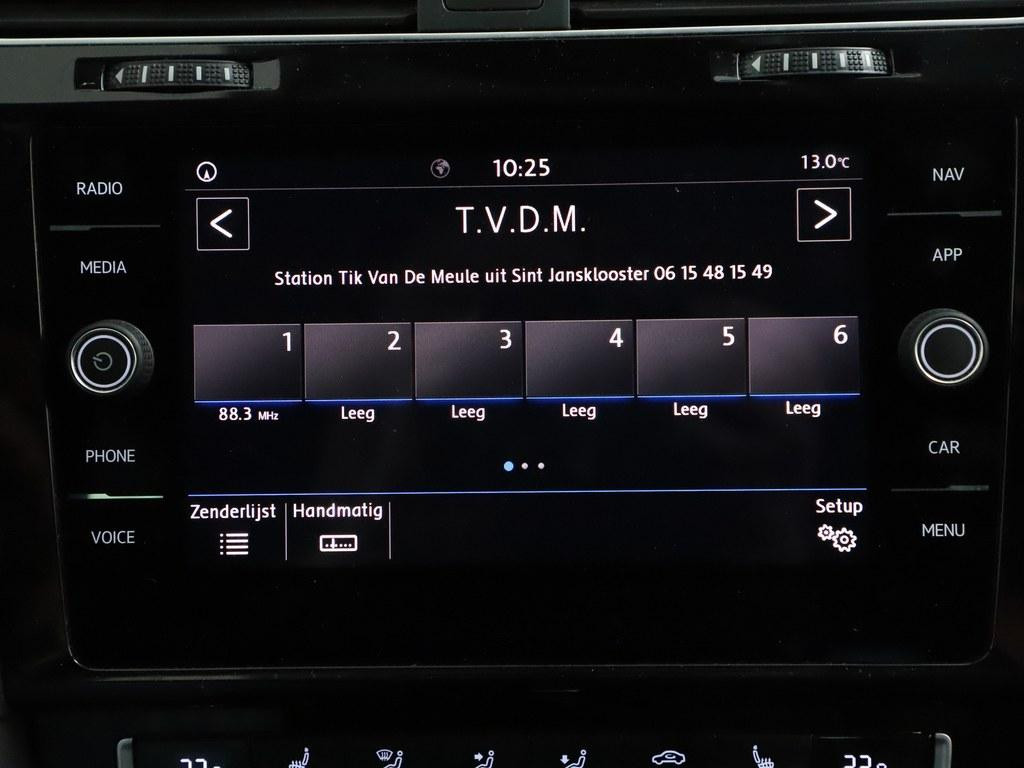 10:25
13.0°C
RADIO
NAV
T.V.D.M.
MEDIA
APP
Station Tik Van De Meule uit Sint Jansklooster 06 15 48 15 49
1 2 3 4 5 6
88.3 MHz Leeg Leeg Leeg Leeg Leeg
PHONE
CAR
Zenderlijst Handmatig Setup
VOICE
MENU